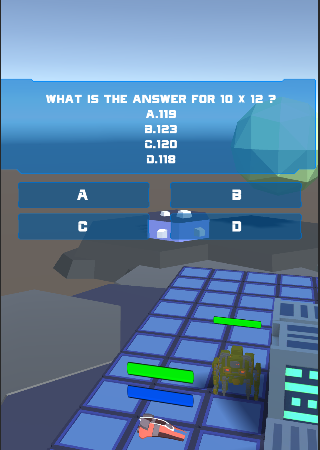 WHAT IS THE ANSWER FOR 10 X 12 ?
A.119
B.123
C.120
D.118
A
B
C
D